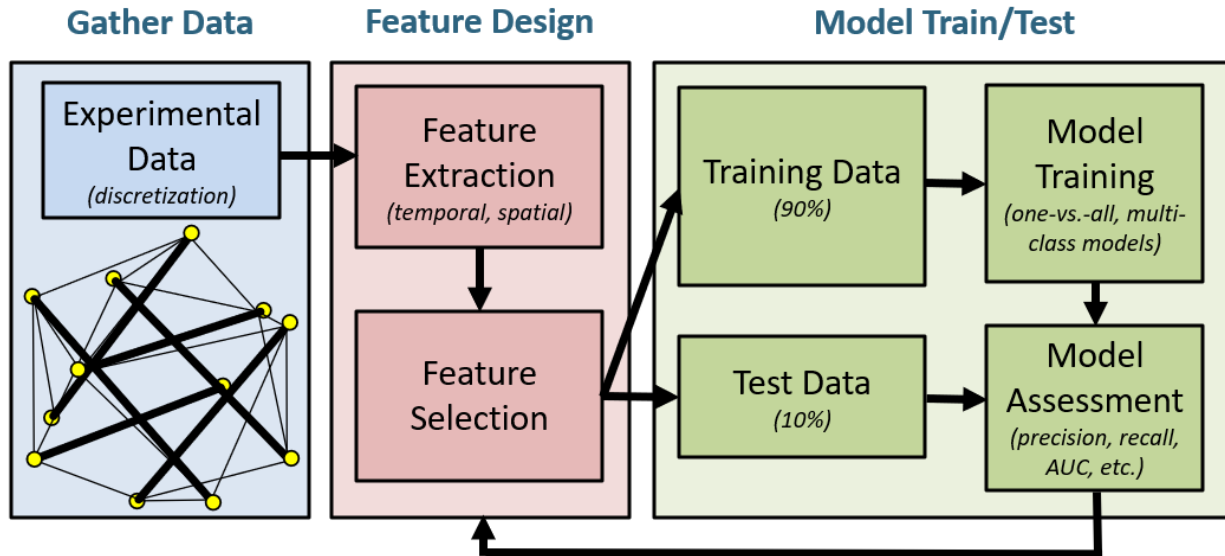 Gather Data
Feature Design
Model Train/Test
Experimental
Data
(discretization)
Feature
Extraction
(temporal, spatial)
Feature
Selection
Training Data
(90%)
Model
Training
(one-vs.-all, multi-
class models)
Test Data
(10%)
Model
Assessment
(precision, recall,
AUC, etc.)